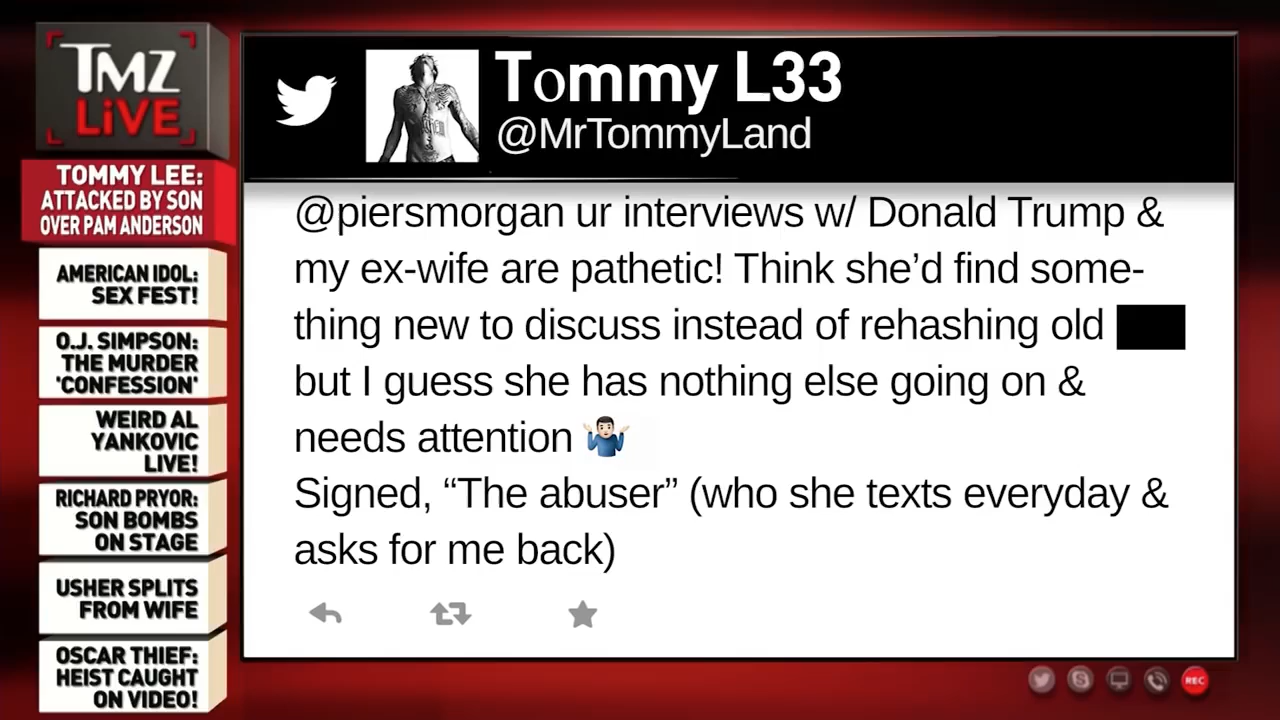 TMZ
LiVE
TOMMY LEE:
ATTACKED BY SON
OVER PAM ANDERSON
AMERICAN IDOL:
SEX FEST!
O.J. SIMPSON:
THE MURDER
'CONFESSION'
WEIRD AL
YANKOVIC
LIVE!
RICHARD PRYOR:
SON BOMBS
ON STAGE
USHER SPLITS
FROM WIFE
OSCAR THIEF:
HEIST CAUGHT
ON VIDEO!
Tommy L33
@MrTommyLand
@piersmorgan ur interviews w/ Donald Trump &
my ex-wife are pathetic! Think she’d find some-
thing new to discuss instead of rehashing old
but I guess she has nothing else going on &
needs attention 🤷🏻‍♂️
Signed, “The abuser” (who she texts everyday &
asks for me back)
REC